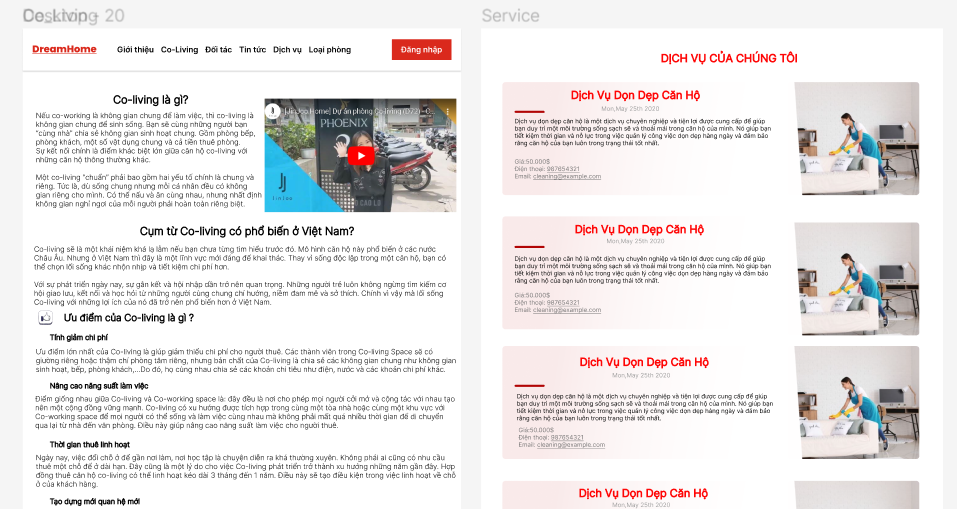 Service
DreamHome
Giới thiệu Co-Living Đối tác Tin tức Dịch vụ Loại phòng
Đăng nhập
Co-living là gì?
Nếu co-working là không gian chung để làm việc, thì co-living là
không gian chung để sinh sống. Bạn sẽ cùng những người
"cùng nhà" chia sẻ không gian sinh hoạt chung. Gồm phòng bếp,
phòng khách, một số vật dụng chung và cả tiền thuê phòng.
Sự kết nối chính là điểm khác biệt lớn giữa căn hộ co-living với
những căn hộ thông thường khác.
Một co-living "chuẩn" phải bao gồm hai yếu tố chính là chung và
riêng. Tức là, dù sống chung nhưng mỗi cá nhân đều có không
gian riêng cho mình. Có thể nấu và ăn cùng nhau, nhưng nhất định
không gian nghỉ ngơi của mỗi người phải hoàn toàn riêng biệt.
PHOENIX
Cụm từ Co-living có phổ biến ở Việt Nam?
Co-living sẽ là một khái niệm khá lạ lẫm nếu bạn chưa từng tìm hiểu trước đó. Mô hình căn hộ này phổ biến ở các nước
Châu Âu. Nhưng ở Việt Nam thì đây là một lĩnh vực mới đáng để khai thác. Thay vì sống độc lập trong một căn hộ, bạn có
thể chọn lối sống khác nhộn nhịp và tiết kiệm chi phí hơn.
Với sự phát triển ngày nay, sự gắn kết và hội nhập dần trở nên quan trọng. Những người trẻ luôn không ngừng tìm kiếm cơ
hội giao lưu, kết nối và học hỏi từ những người cùng chung chí hướng, niềm đam mê và sở thích. Chính vì vậy mà lối sống
Co-living với những lợi ích của nó đã trở nên phổ biến hơn ở Việt Nam.
Ưu điểm của Co-living là gì ?
Tính giảm chi phí
Ưu điểm lớn nhất của Co-living là giúp giảm thiểu chi phí cho người thuê. Các thành viên trong Co-living Space sẽ có
giường riêng hoặc thậm chí phòng tắm riêng, nhưng bản chất của Co-living là chia sẻ các không gian chung như không gian
sinh hoạt, bếp, phòng khách,...Do đó, họ cùng nhau chia sẻ các khoản chi tiêu như điện, nước và các khoản chi phí khác.
Nâng cao năng suất làm việc
Điểm giống nhau giữa Co-living và Co-working space là: đây đều là nơi cho phép mọi người cởi mở và cộng tác với nhau tạo
nên một cộng đồng vững mạnh. Co-living có xu hướng được tích hợp trong cùng một tòa nhà hoặc cùng một khu vực với
Co-working space để mọi người có thể sống và làm việc cùng nhau mà không phải mất quá nhiều thời gian để di chuyển
qua lại từ nhà đến văn phòng. Điều này giúp nâng cao năng suất làm việc cho người thuê.
Thời gian thuê linh hoạt
Ngày nay, việc đổi chỗ ở để gần nơi làm, nơi học tập là chuyện diễn ra khá thường xuyên. Không phải ai cũng có nhu cầu
thuê một chỗ để ở dài hạn. Đây cũng là một lý do cho việc Co-living phát triển trở thành xu hướng những năm gần đây. Hợp
đồng thuê căn hộ co-living có thể linh hoạt kéo dài 3 tháng đến 1 năm. Điều này sẽ tạo điều kiện trong việc linh hoạt về chỗ
ở của khách hàng.
Tạo dựng mối quan hệ mới
DỊCH VỤ CỦA CHÚNG TÔI
Dịch Vụ Dọn Dẹp Căn Hộ
Mon,May 25th 2020
Dịch vụ dọn dẹp căn hộ là một dịch vụ chuyên nghiệp và tiện lợi được cung cấp để giúp
bạn duy trì một môi trường sống sạch sẽ và thoải mái trong căn hộ của mình. Nó giúp bạn
tiết kiệm thời gian và nỗ lực trong việc quản lý công việc dọn dẹp hàng ngày và đảm bảo
rằng căn hộ của bạn luôn trong trạng thái tốt nhất.
Giá:50.000$
Điện thoại: 987654321
Email: cleaning@example.com
Dịch Vụ Dọn Dẹp Căn Hộ
Mon,May 25th 2020
Dịch vụ dọn dẹp căn hộ là một dịch vụ chuyên nghiệp và tiện lợi được cung cấp để giúp
bạn duy trì một môi trường sống sạch sẽ và thoải mái trong căn hộ của mình. Nó giúp bạn
tiết kiệm thời gian và nỗ lực trong việc quản lý công việc dọn dẹp hàng ngày và đảm bảo
rằng căn hộ của bạn luôn trong trạng thái tốt nhất.
Giá:50.000$
Điện thoại: 987654321
Email: cleaning@example.com
Dịch Vụ Dọn Dẹp Căn Hộ
Mon,May 25th 2020
Dịch vụ dọn dẹp căn hộ là một dịch vụ chuyên nghiệp và tiện lợi được cung cấp để giúp
bạn duy trì một môi trường sống sạch sẽ và thoải mái trong căn hộ của mình. Nó giúp bạn
tiết kiệm thời gian và nỗ lực trong việc quản lý công việc dọn dẹp hàng ngày và đảm bảo
rằng căn hộ của bạn luôn trong trạng thái tốt nhất.
Giá:50.000$
Điện thoại: 987654321
Email: cleaning@example.com
Dịch Vụ Dọn Dẹp Căn Hộ
Mon,May 25th 2020